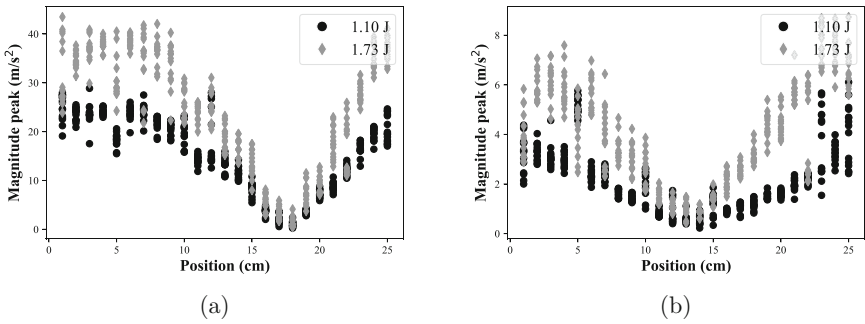 40
30
20
10
0
Magnitude peak (m/s²)
0 5 10 15 20 25
Position (cm)
1.10 J
1.73 J
(a)
8
6
4
2
0
Magnitude peak (m/s²)
0 5 10 15 20 25
Position (cm)
1.10 J
1.73 J
(b)